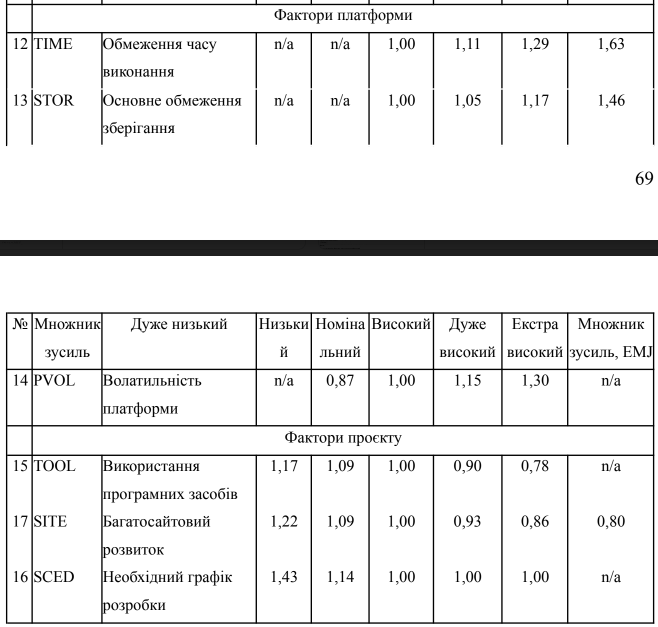 Фактори платформи
12 TIME Обмеження часу n/a n/a 1,00 1,11 1,29 1,63
виконання
13 STOR Основне обмеження n/a n/a 1,00 1,05 1,17 1,46
зберігання
69
№ Множник Дуже низький Низьки Номіна Високий Дуже Екстра Множник
зусиль й льний високий високий зусиль, EMJ
14 PVOL Волатильність n/a 0,87 1,00 1,15 1,30 n/a
платформи
Фактори проєкту
15 TOOL Використання 1,17 1,09 1,00 0,90 0,78 n/a
програмних засобів
17 SITE Багатосайтовий 1,22 1,09 1,00 0,93 0,86 0,80
розвиток
16 SCED Необхідний графік 1,43 1,14 1,00 1,00 1,00 n/a
розробки